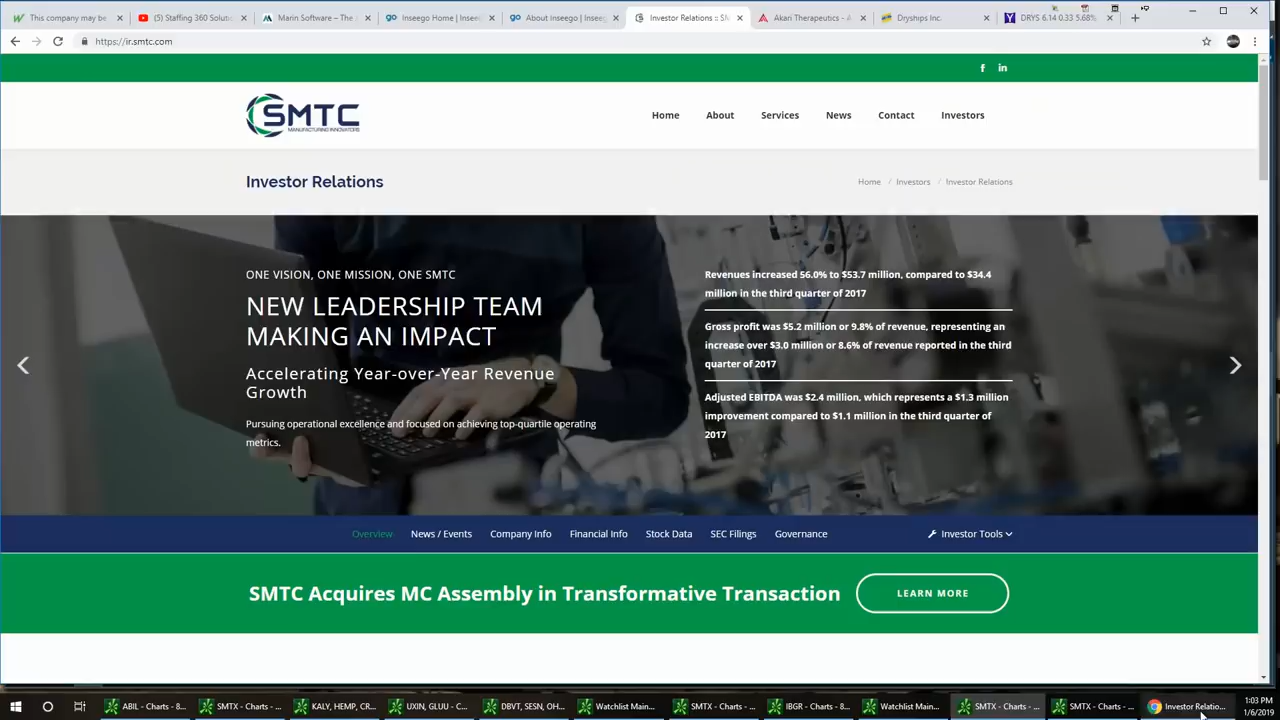 This company may be
(5) Staffing 360 Soluti
Marin Software – The
Inseego Home | Inseeg
About Inseego | Inseeg
Investor Relations :: SM
Akari Therapeutics - A
Dryships Inc.
DRYS 6.14 0.33 5.68%
https://ir.smtc.com
SMTC
MANUFACTURING INNOVATORS
Home About Services News Contact Investors
Investor Relations
Home / Investors / Investor Relations
ONE VISION, ONE MISSION, ONE SMTC
NEW LEADERSHIP TEAM
MAKING AN IMPACT
Accelerating Year-over-Year Revenue
Growth
Pursuing operational excellence and focused on achieving top-quartile operating
metrics.
Revenues increased 56.0% to $53.7 million, compared to $34.4
million in the third quarter of 2017
Gross profit was $5.2 million or 9.8% of revenue, representing an
increase over $3.0 million or 8.6% of revenue reported in the third
quarter of 2017
Adjusted EBITDA was $2.4 million, which represents a $1.3 million
improvement compared to $1.1 million in the third quarter of
2017
Overview News / Events Company Info Financial Info Stock Data SEC Filings Governance Investor Tools
SMTC Acquires MC Assembly in Transformative Transaction LEARN MORE
ABIL - Charts - 8...
SMTX - Charts - ...
KALY, HEMP, CR...
UXIN, GLUU - C...
DBVT, SESN, OH...
Watchlist Main...
SMTX - Charts - ...
IBGR - Charts - 8...
Watchlist Main...
SMTX - Charts - ...
SMTX - Charts - ...
Investor Relatio...
1:03 PM
1/6/2019